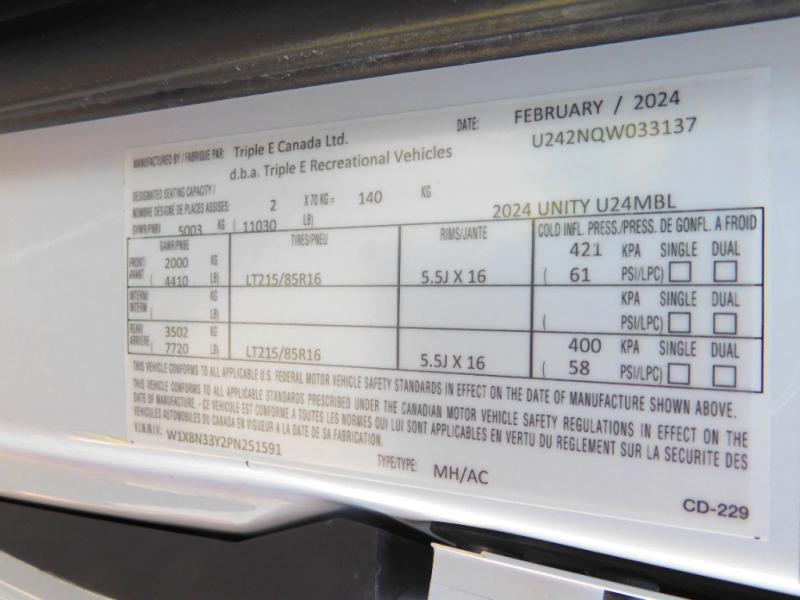 MANUFACTURED BY / FABRIQUE PAR: Triple E Canada Ltd. DATE: FEBRUARY / 2024
d.b.a. Triple E Recreational Vehicles U242NQW033137
DESIGNATED SEATING CAPACITY /
NOMBRE DÉSIGNÉ DE PLACES ASSISES: 2 X 70 KG = 140 KG
GVWR/PNBV 5003 KG ( 11030 LB) 2024 UNITY U24MBL
GAWR/PNBE TIRES/PNEU RIMS/JANTE COLD INFL. PRESS./PRESS. DE GONFL. A FROID
FRONT/ 2000 KG 421 KPA SINGLE DUAL
AVANT ( 4410 LB) LT215/85R16 5.5J X 16 ( 61 PSI/LPC)
INTERM/ KG KPA SINGLE DUAL
INTERM ( LB) ( PSI/LPC)
REAR/ 3502 KG 400 KPA SINGLE DUAL
ARRIÈRE ( 7720 LB) LT215/85R16 5.5J X 16 ( 58 PSI/LPC)
THIS VEHICLE CONFORMS TO ALL APPLICABLE U.S. FEDERAL MOTOR VEHICLE SAFETY STANDARDS IN EFFECT ON THE DATE OF MANUFACTURE SHOWN ABOVE.
THIS VEHICLE CONFORMS TO ALL APPLICABLE STANDARDS PRESCRIBED UNDER THE CANADIAN MOTOR VEHICLE SAFETY REGULATIONS IN EFFECT ON THE
DATE OF MANUFACTURE. - CE VEHICULE EST CONFORME A TOUTES LES NORMES QUI LUI SONT APPLICABLES EN VERTU DU REGLEMENT SUR LA SECURITE DES
VEHICULES AUTOMOBILES DU CANADA EN VIGUEUR A LA DATE DE SA FABRICATION.
V.I.N./N.I.V.: W1X8N33Y2PN251591 TYPE/TYPE: MH/AC
CD-229